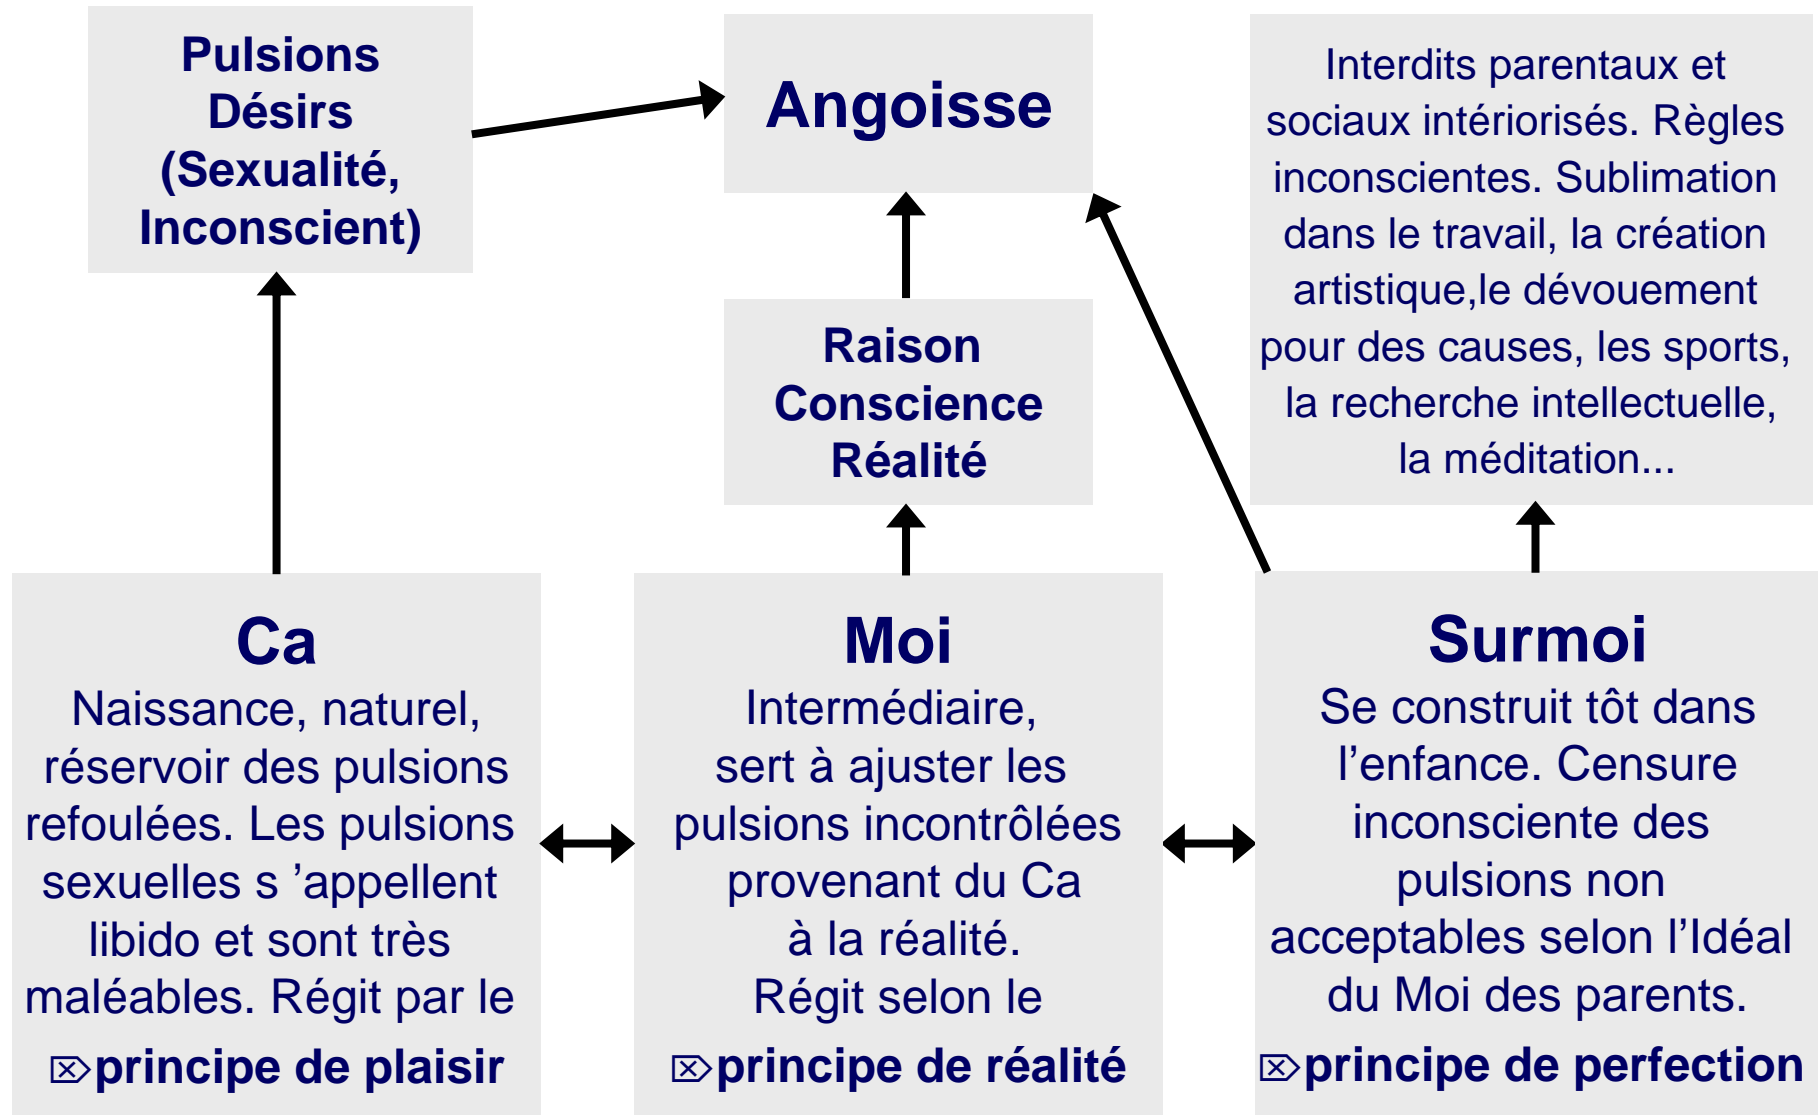 Pulsions
Désirs
(Sexualité,
Inconscient)
Angoisse
Interdits parentaux et
sociaux intériorisés. Règles
inconscientes. Sublimation
dans le travail, la création
artistique,le dévouement
pour des causes, les sports,
la recherche intellectuelle,
la méditation...
Raison
Conscience
Réalité
Ca
Naissance, naturel,
réservoir des pulsions
refoulées. Les pulsions
sexuelles s ’appellent
libido et sont très
maléables. Régit par le
⌦principe de plaisir
Moi
Intermédiaire,
sert à ajuster les
pulsions incontrôlées
provenant du Ca
à la réalité.
Régit selon le
⌦principe de réalité
Surmoi
Se construit tôt dans
l’enfance. Censure
inconsciente des
pulsions non
acceptables selon l’Idéal
du Moi des parents.
⌦principe de perfection